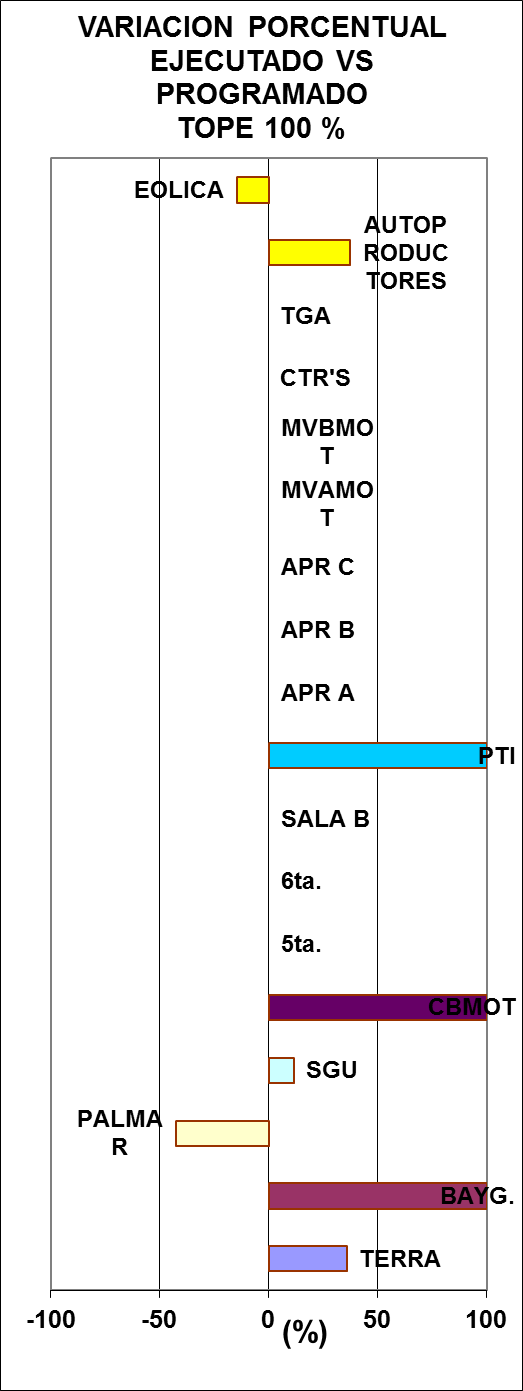 VARIACION PORCENTUAL
EJECUTADO VS
PROGRAMADO
TOPE 100 %
EOLICA
AUTOP
RODUC
TORES
TGA
CTR'S
MVBMO
T
MVAMO
T
APR C
APR B
APR A
PTI
SALA B
6ta.
5ta.
CBMOT
SGU
PALMA
R
BAYG.
TERRA
-100 -50 0 50 100
(%)